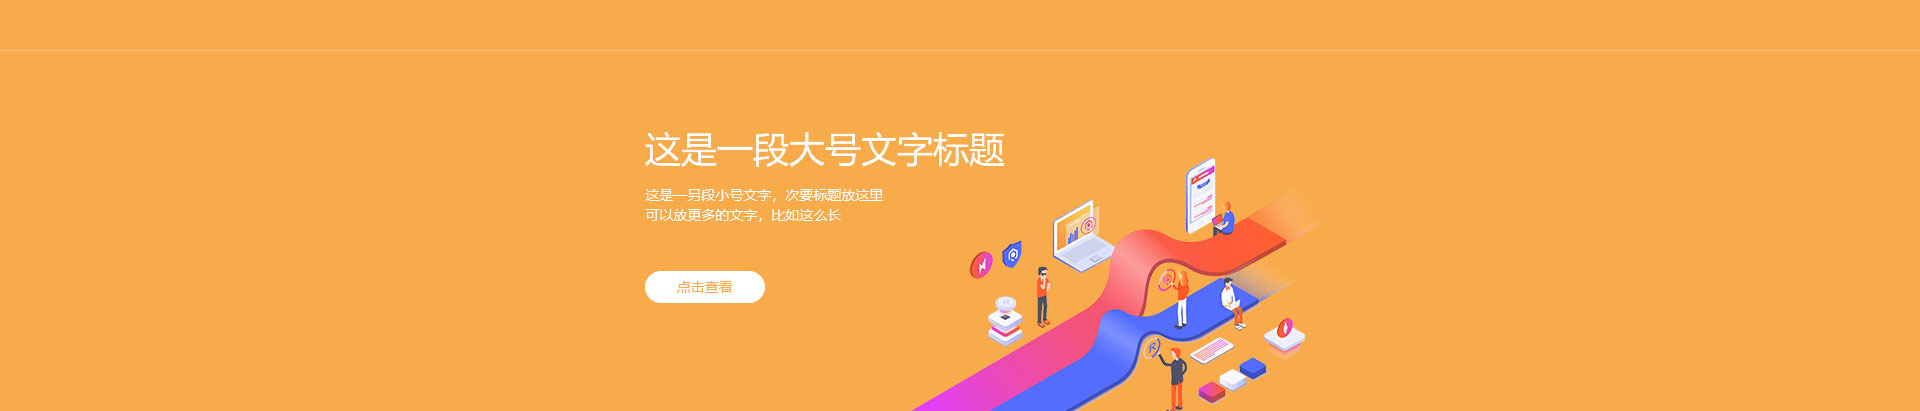 这是一段大号文字标题
这是一另段小号文字，次要标题放这里
可以放更多的文字，比如这么长
点击查看
R